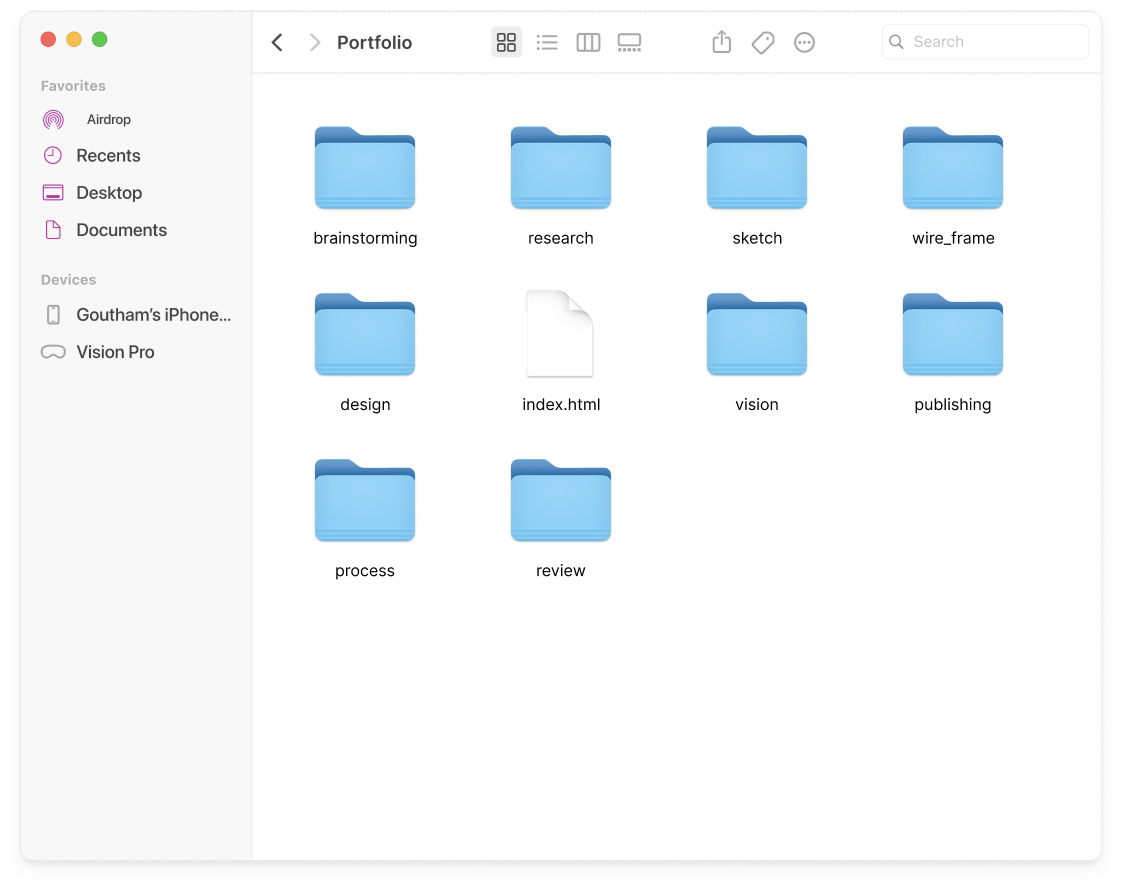 Portfolio
Search
Favorites
Airdrop
Recents
Desktop
Documents
Devices
Goutham’s iPhone...
Vision Pro
brainstorming
research
sketch
wire_frame
design
index.html
vision
publishing
process
review